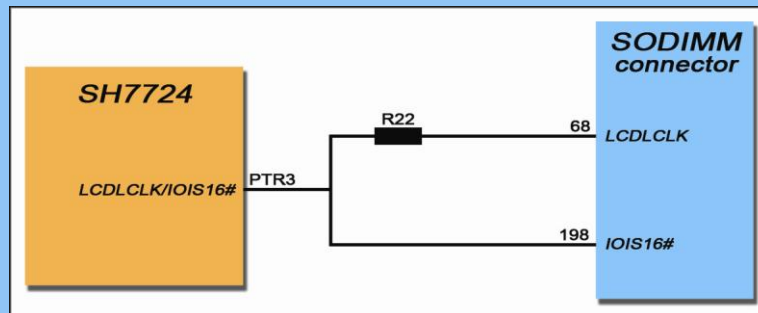 SH7724
LCDLCLK/IOIS16#
PTR3
R22
68
198
SODIMM
connector
LCDLCLK
IOIS16#